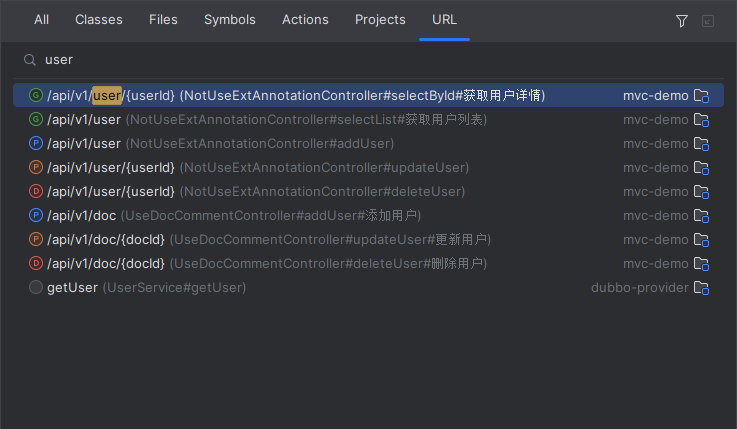 All Classes Files Symbols Actions Projects URL
user
G /api/v1/user/{userId} (NotUseExtAnnotationController#selectById#获取用户详情) mvc-demo
G /api/v1/user (NotUseExtAnnotationController#selectList#获取用户列表) mvc-demo
P /api/v1/user (NotUseExtAnnotationController#addUser) mvc-demo
P /api/v1/user/{userId} (NotUseExtAnnotationController#updateUser) mvc-demo
D /api/v1/user/{userId} (NotUseExtAnnotationController#deleteUser) mvc-demo
P /api/v1/doc (UseDocCommentController#addUser#添加用户) mvc-demo
P /api/v1/doc/{docId} (UseDocCommentController#updateUser#更新用户) mvc-demo
D /api/v1/doc/{docId} (UseDocCommentController#deleteUser#删除用户) mvc-demo
getUser (UserService#getUser) dubbo-provider